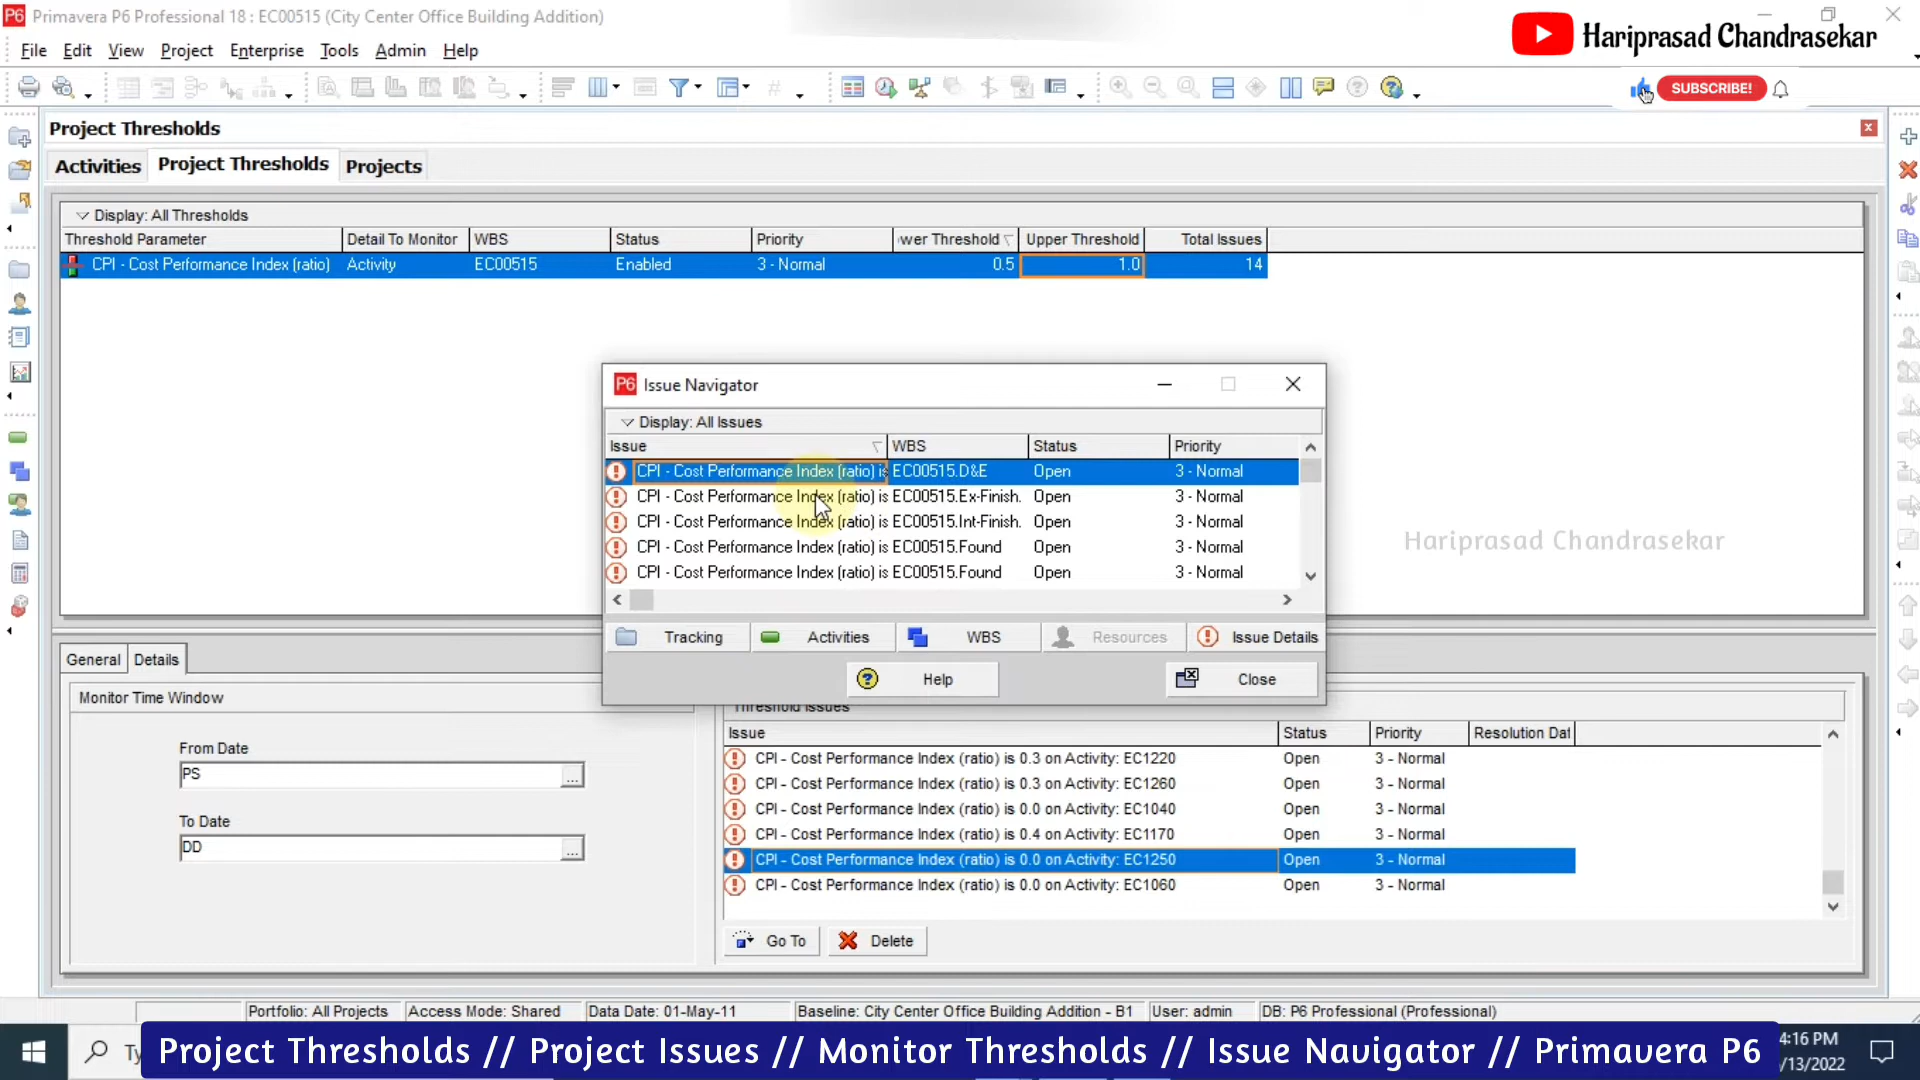 Primavera P6 Professional 18 : EC00515 (City Center Office Building Addition)
Hariprasad Chandrasekar
File Edit View Project Enterprise Tools Admin Help
SUBSCRIBE!
Project Thresholds
Activities Project Thresholds Projects
Display: All Thresholds
Threshold Parameter Detail To Monitor WBS Status Priority wer Threshold Upper Threshold Total Issues
CPI - Cost Performance Index (ratio) Activity EC00515 Enabled 3 - Normal 0.5 1.0 14
P6 Issue Navigator
Display: All Issues
Issue WBS Status Priority
CPI - Cost Performance Index (ratio) is EC00515.D&E Open 3 - Normal
CPI - Cost Performance Index (ratio) is EC00515.Ex-Finish. Open 3 - Normal
CPI - Cost Performance Index (ratio) is EC00515.Int-Finish. Open 3 - Normal
CPI - Cost Performance Index (ratio) is EC00515.Found Open 3 - Normal
CPI - Cost Performance Index (ratio) is EC00515.Found Open 3 - Normal
Hariprasad Chandrasekar
Tracking Activities WBS Resources Issue Details
Help Close
General Details
Monitor Time Window
From Date
PS
To Date
DD
Threshold Issues
Issue Status Priority Resolution Dat
CPI - Cost Performance Index (ratio) is 0.3 on Activity: EC1220 Open 3 - Normal
CPI - Cost Performance Index (ratio) is 0.3 on Activity: EC1260 Open 3 - Normal
CPI - Cost Performance Index (ratio) is 0.0 on Activity: EC1040 Open 3 - Normal
CPI - Cost Performance Index (ratio) is 0.4 on Activity: EC1170 Open 3 - Normal
CPI - Cost Performance Index (ratio) is 0.0 on Activity: EC1250 Open 3 - Normal
CPI - Cost Performance Index (ratio) is 0.0 on Activity: EC1060 Open 3 - Normal
Go To Delete
Portfolio: All Projects Access Mode: Shared Data Date: 01-May-11 Baseline: City Center Office Building Addition - B1 User: admin DB: P6 Professional (Professional)
Ty
Project Thresholds // Project Issues // Monitor Thresholds // Issue Navigator // Primavera P6
4:16 PM
/13/2022